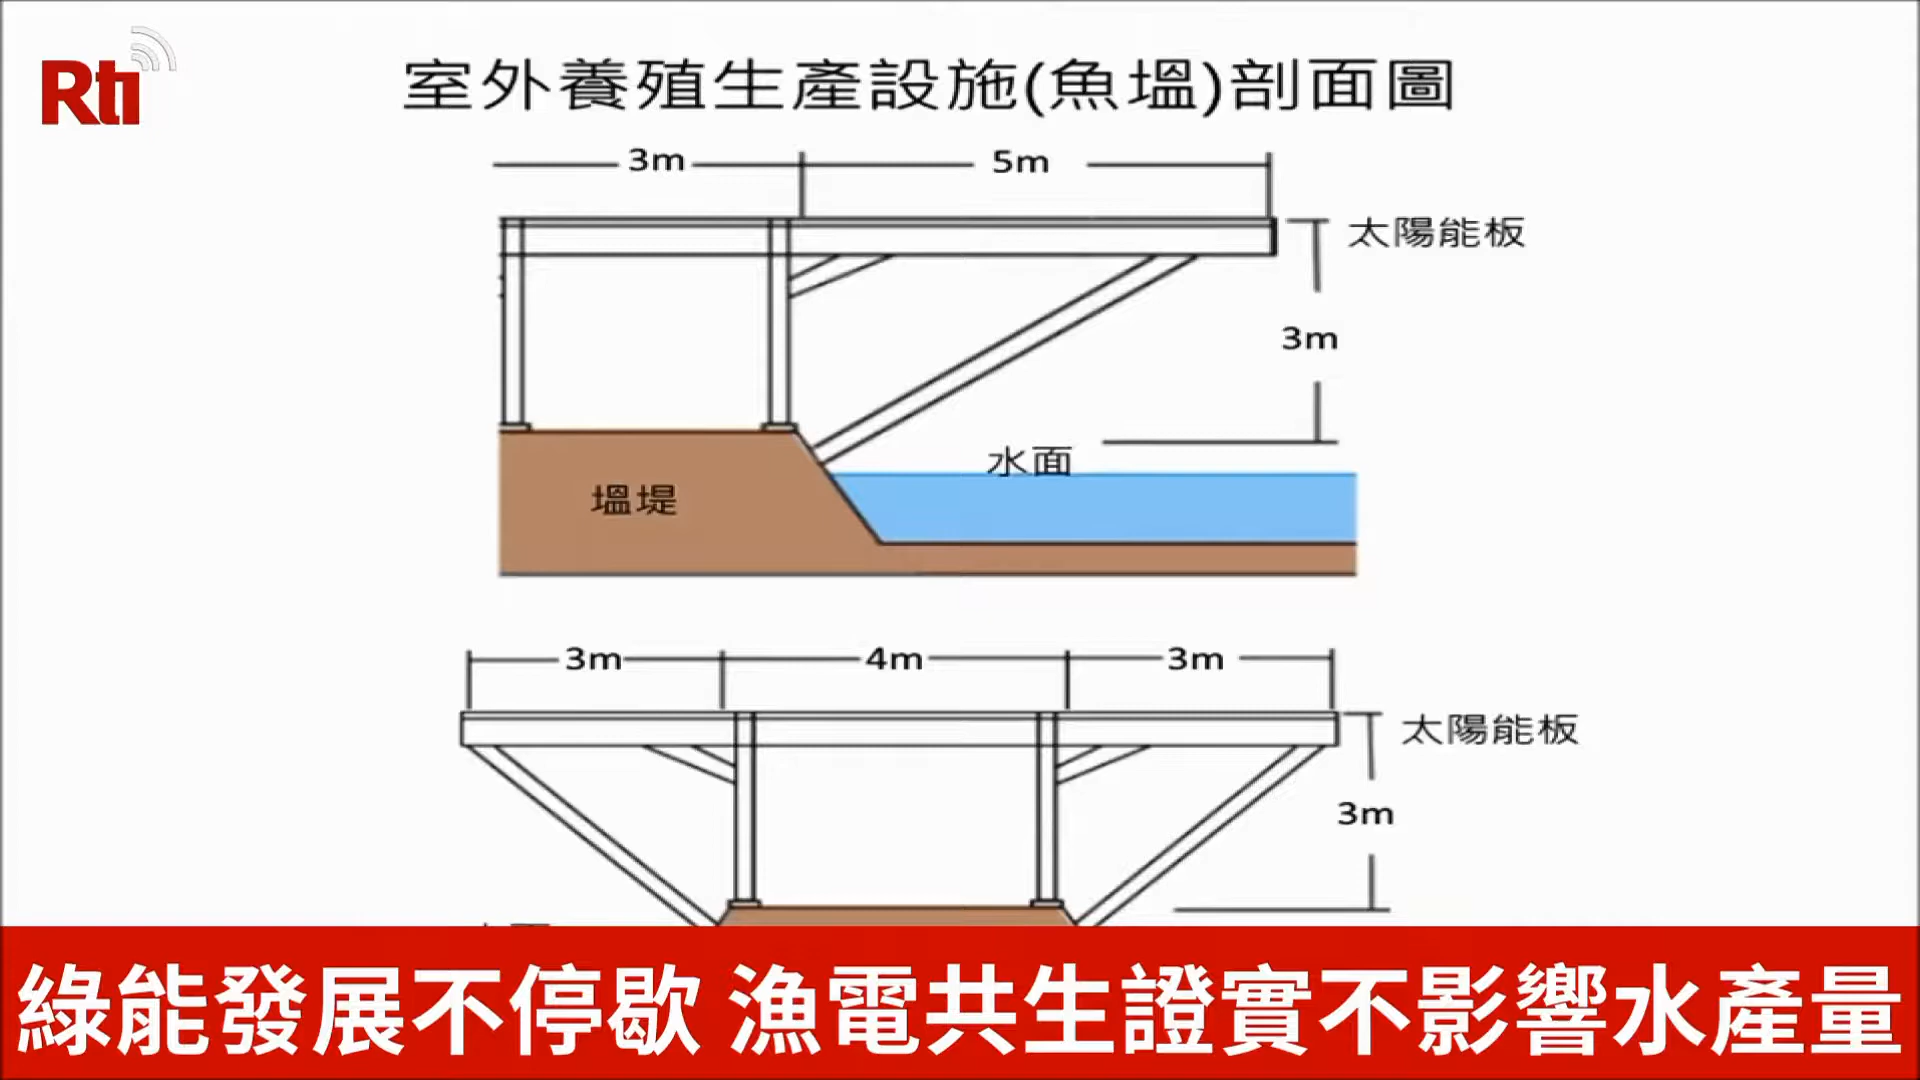 Rti
室外養殖生產設施(魚塭)剖面圖
3m 5m
太陽能板
3m
水面
塭堤
3m 4m 3m
太陽能板
3m
綠能發展不停歇 漁電共生證實不影響水產量